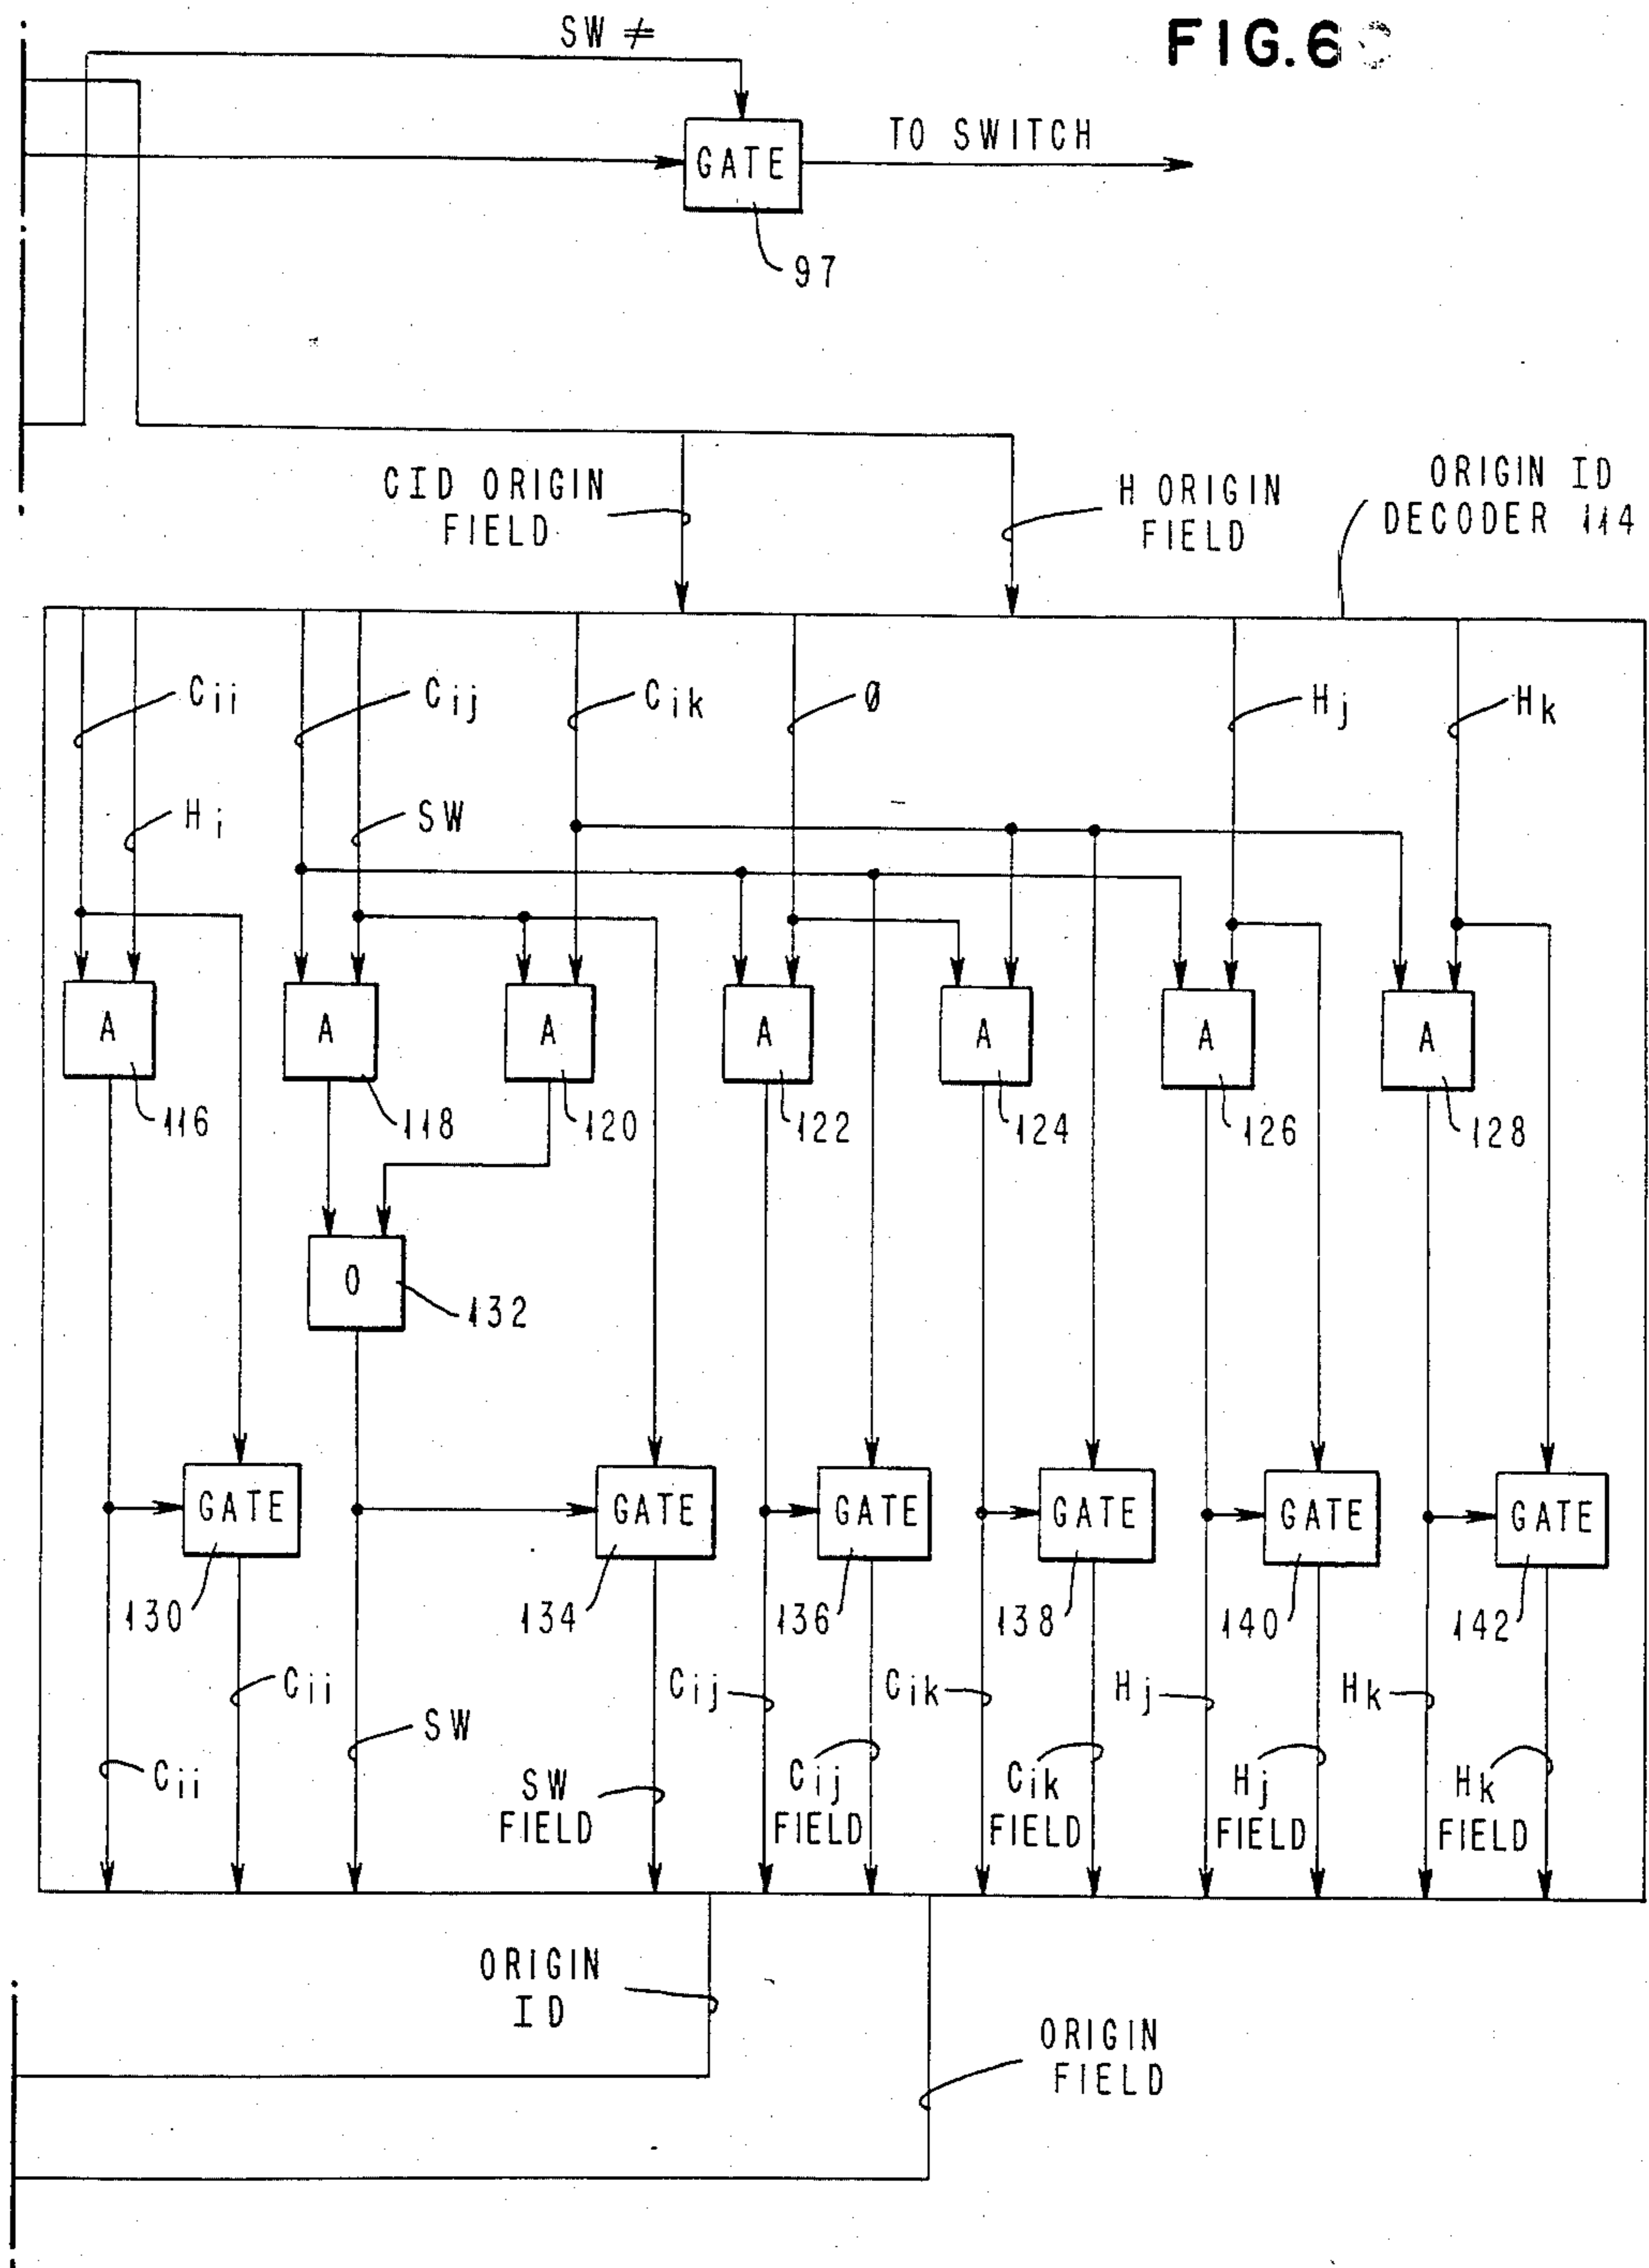 FIG.6
SW ≠
GATE
TO SWITCH
97
CID ORIGIN
FIELD
H ORIGIN
FIELD
ORIGIN ID
DECODER 114
Cii
Cij
Cik
Ø
Hj
Hk
Hi
SW
A
A
A
A
A
A
A
116
118
120
122
124
126
128
O
132
GATE
GATE
GATE
GATE
GATE
GATE
130
134
136
138
140
142
Cii
Cij
Cik
Hj
Hk
SW
Cii
SW
FIELD
Cij
FIELD
Cik
FIELD
Hj
FIELD
Hk
FIELD
ORIGIN
ID
ORIGIN
FIELD